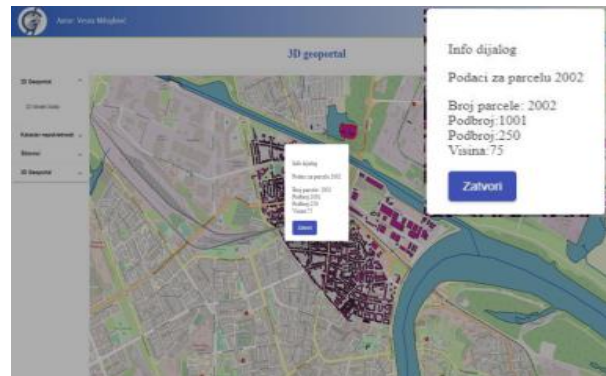 Autor: Vesna Mihajlović
3D geoportal
3D Geoportal
Katastar nepokretnosti
3D Geoportal
Info dijalog
Podaci za parcelu 2002
Broj parcele: 2002
Podbroj:1001
Podbroj:250
Visina:75
Zatvori
Info dijalog
Podaci za parcelu 2002
Broj parcele: 2002
Podbroj:1001
Podbroj:250
Visina:75
Zatvori